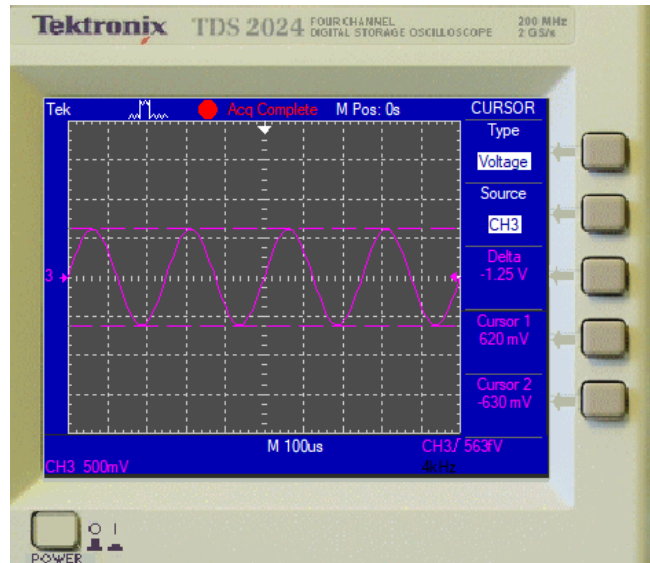 Tektronix TDS 2024 FOUR CHANNEL DIGITAL STORAGE OSCILLOSCOPE 200 MHz 2 GS/s
Tek Acq Complete M Pos: 0s CURSOR
Type
Voltage
Source
CH3
Delta
-1.25 V
3
Cursor 1
620 mV
Cursor 2
-630 mV
M 100us CH3 563fV
CH3 500mV 4kHz
O I
POWER